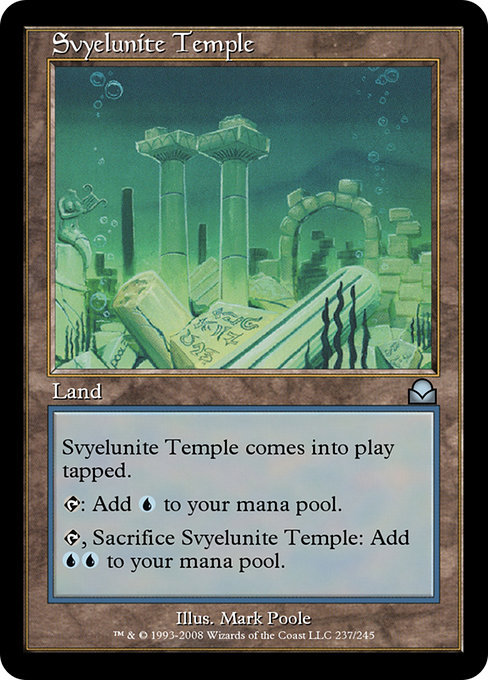 Svyelunite Temple
Land
Svyelunite Temple comes into play
tapped.
: Add to your mana pool.
, Sacrifice Svyelunite Temple: Add
to your mana pool.
Illus. Mark Poole
™ & © 1993-2008 Wizards of the Coast LLC 237/245